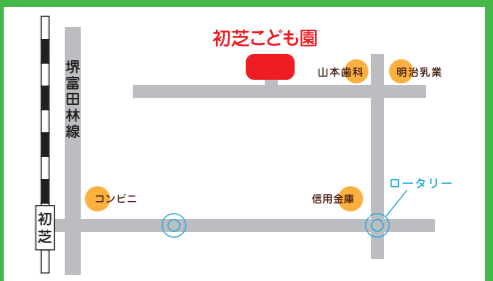 初芝こども園
山本歯科
明治乳業
堺富田林線
コンビニ
信用金庫
ロータリー
初芝